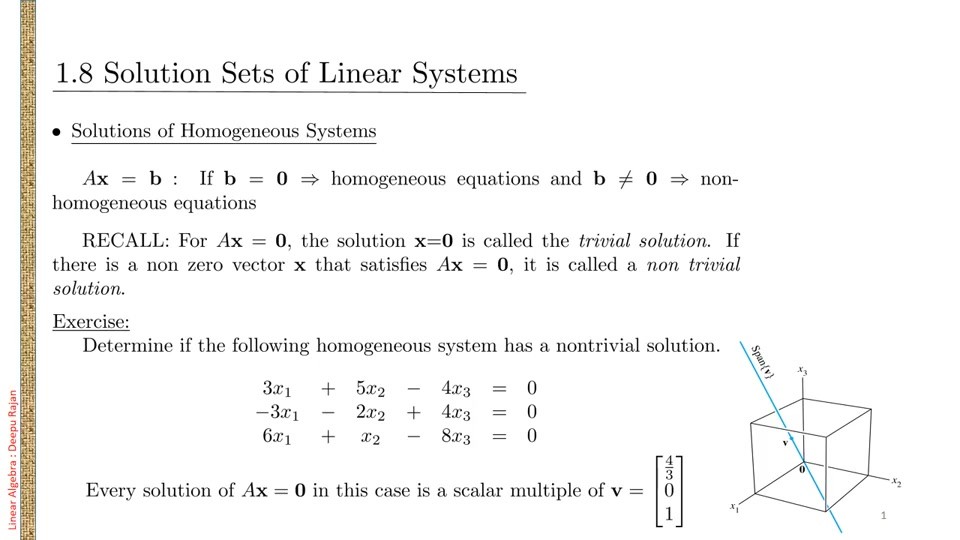 1.8 Solution Sets of Linear Systems
• Solutions of Homogeneous Systems
Ax = b : If b = 0 ⇒ homogeneous equations and b ≠ 0 ⇒ non-
homogeneous equations
RECALL: For Ax = 0, the solution x=0 is called the trivial solution. If
there is a non zero vector x that satisfies Ax = 0, it is called a non trivial
solution.
Exercise:
Determine if the following homogeneous system has a nontrivial solution.
3x₁ + 5x₂ − 4x₃ = 0
−3x₁ − 2x₂ + 4x₃ = 0
6x₁ + x₂ − 8x₃ = 0
Every solution of Ax = 0 in this case is a scalar multiple of v = [4/3 0 1]
Span{v}
x₃
v
0
x₂
x₁
1
Linear Algebra : Deepu Rajan